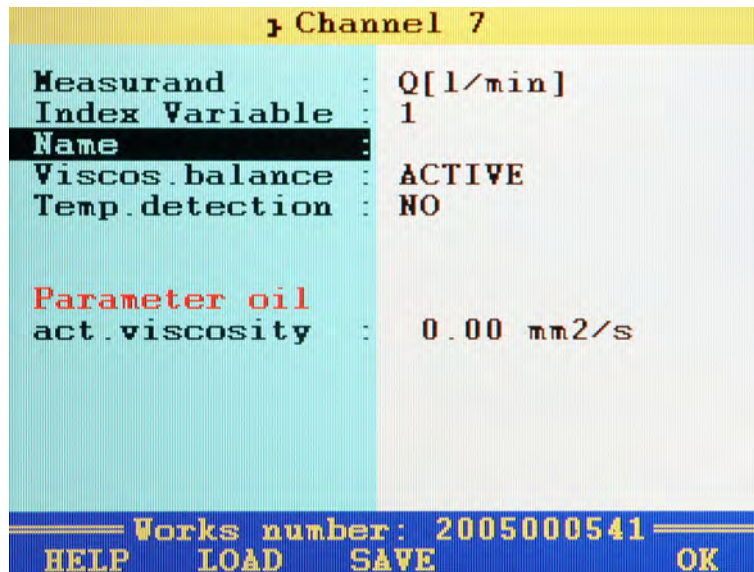 Channel 7
Measurand : Q[l/min]
Index Variable : 1
Name :
Viscos.balance : ACTIVE
Temp.detection : NO
Parameter oil
act.viscosity : 0.00 mm2/s
Works number: 2005000541
HELP LOAD SAVE OK